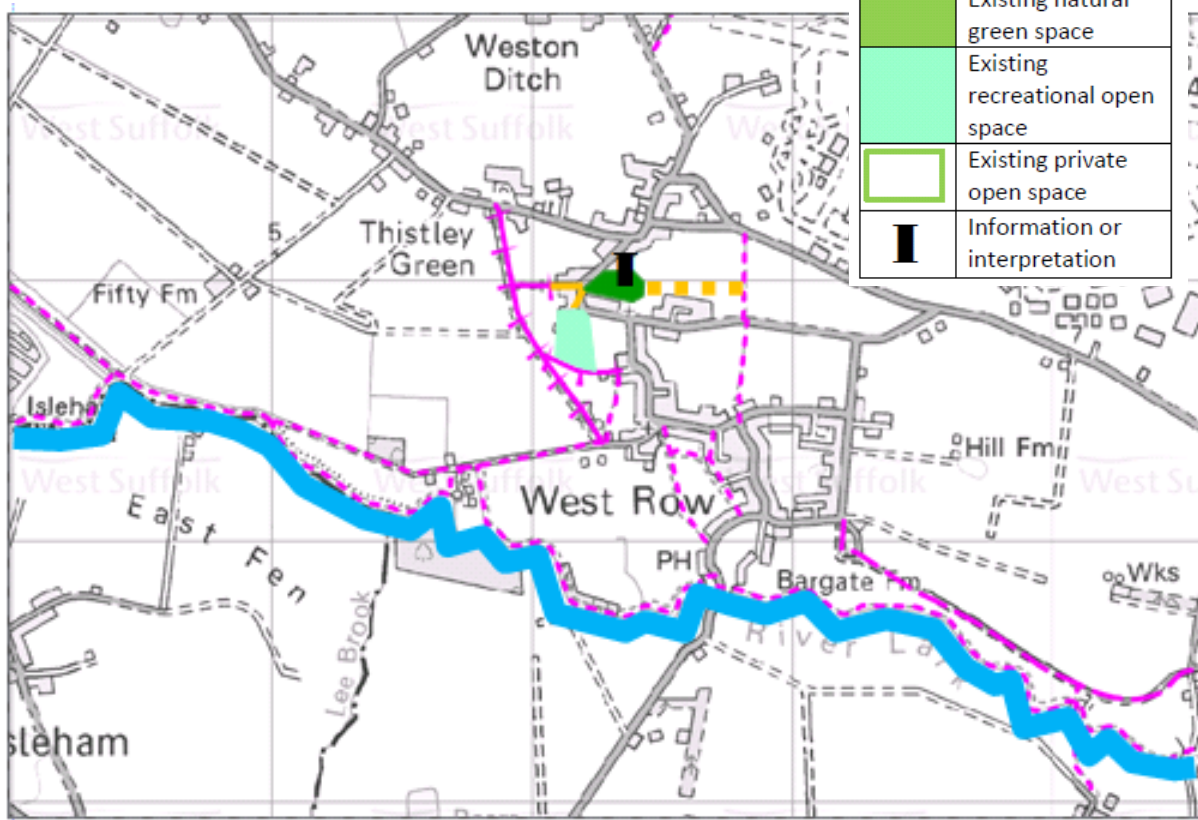 Existing natural
green space
Existing
recreational open
space
Existing private
open space
I
Information or
interpretation
Weston
Ditch
West Suffolk
West Suffolk
Thistley
Green
5
Fifty Fm
I
Isleha
West Suffolk
West Suffolk
West Su
Hill Fm
West Row
East Fen
PH
Bargate Fm
Wks
River La
Lee Brook
sleham